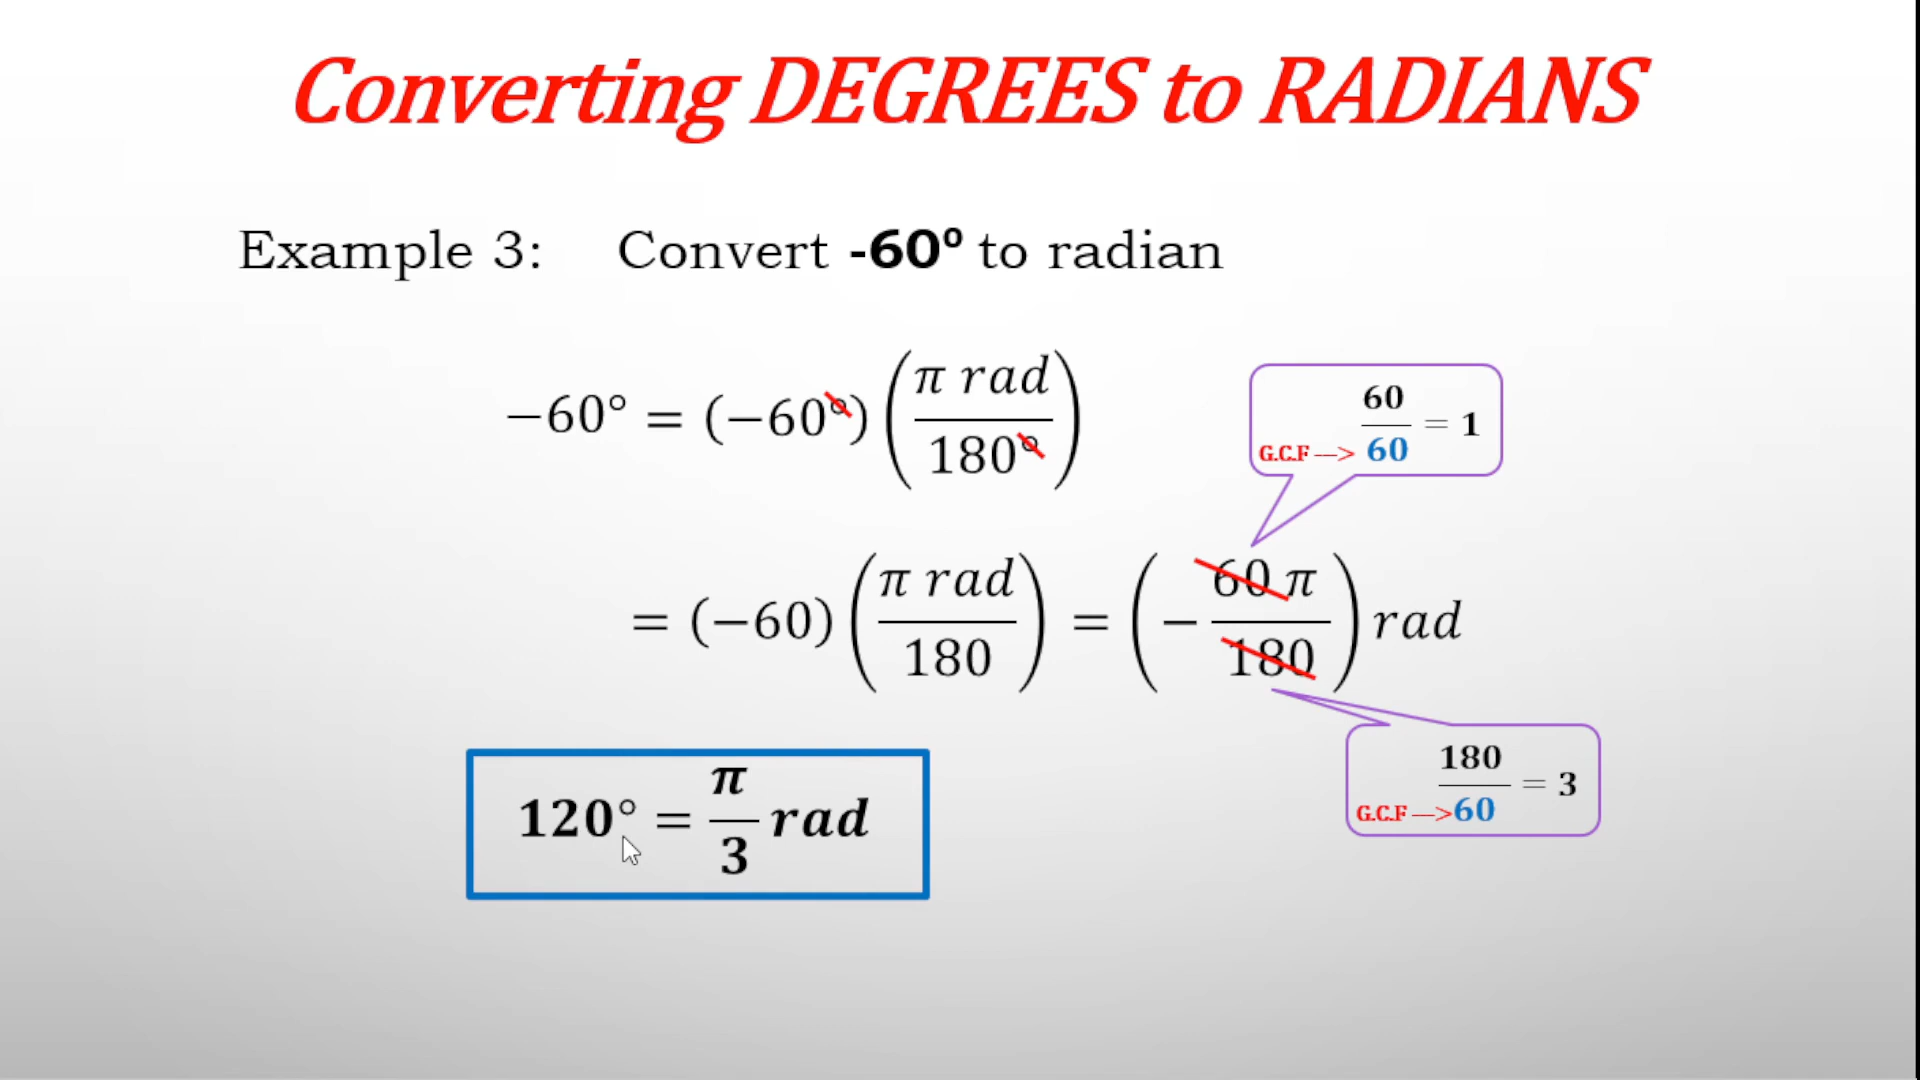 Converting DEGREES to RADIANS
Example 3: Convert -60º to radian
−60° = (−60°) (π rad / 180°)
60 / 60 = 1
G.C.F --->
= (−60) (π rad / 180) = (− 60 π / 180) rad
180 / 60 = 3
G.C.F --->
120° = π / 3 rad